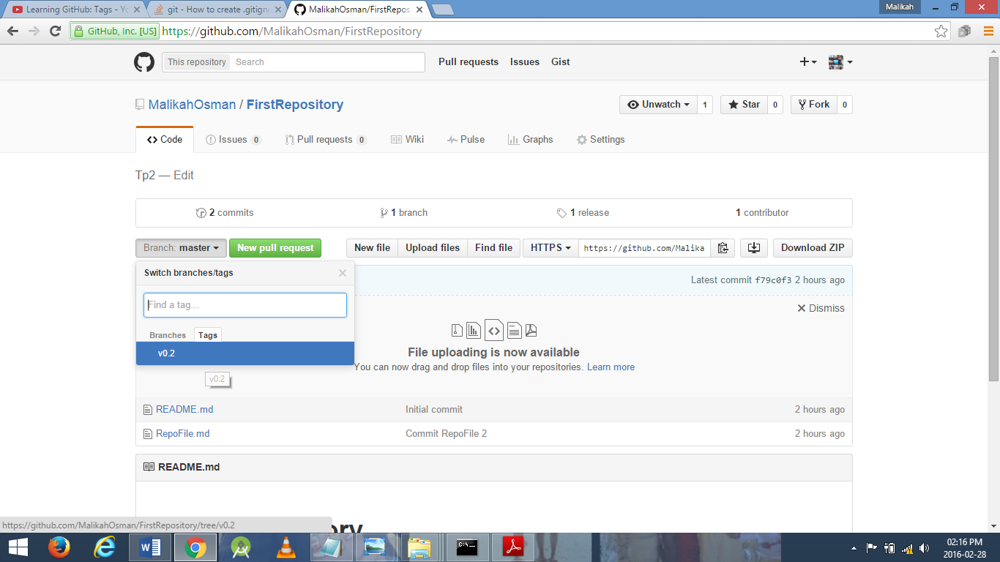 Learning GitHub: Tags - Yo
git - How to create .gitign
MalikahOsman/FirstRepos
Malikah
GitHub, Inc. [US] https://github.com/MalikahOsman/FirstRepository
This repository Search Pull requests Issues Gist
MalikahOsman / FirstRepository
Unwatch 1 Star 0 Fork 0
Code Issues 0 Pull requests 0 Wiki Pulse Graphs Settings
Tp2 — Edit
2 commits 1 branch 1 release 1 contributor
Branch: master New pull request New file Upload files Find file HTTPS https://github.com/Malika Download ZIP
Switch branches/tags
Latest commit f79c0f3 2 hours ago
Find a tag...
Dismiss
Branches Tags
v0.2
File uploading is now available
You can now drag and drop files into your repositories. Learn more
v0.2
README.md Initial commit 2 hours ago
RepoFile.md Commit RepoFile 2 2 hours ago
README.md
https://github.com/MalikahOsman/FirstRepository/tree/v0.2
ory
02:16 PM
2016-02-28